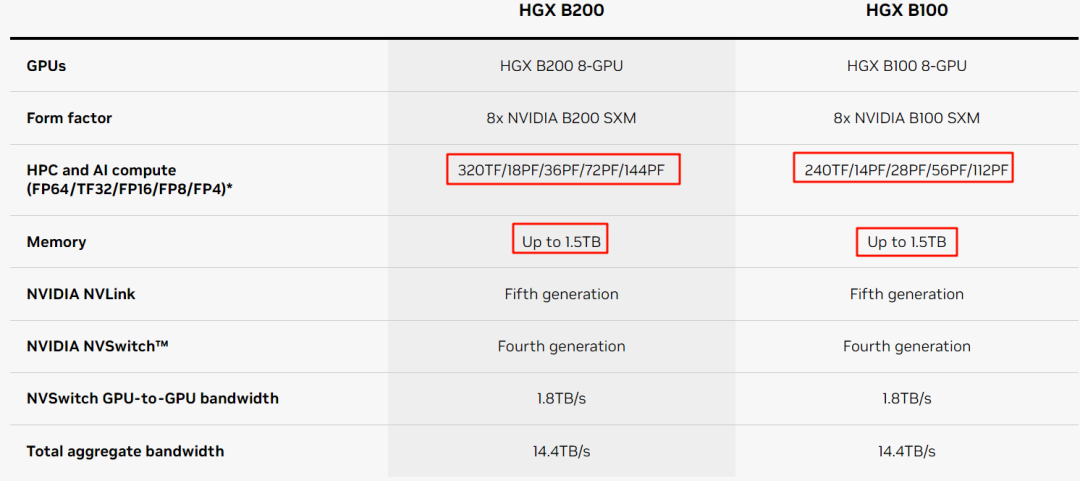 HGX B200 HGX B100
GPUs HGX B200 8-GPU HGX B100 8-GPU
Form factor 8x NVIDIA B200 SXM 8x NVIDIA B100 SXM
HPC and AI compute
(FP64/TF32/FP16/FP8/FP4)* 320TF/18PF/36PF/72PF/144PF 240TF/14PF/28PF/56PF/112PF
Memory Up to 1.5TB Up to 1.5TB
NVIDIA NVLink Fifth generation Fifth generation
NVIDIA NVSwitch™ Fourth generation Fourth generation
NVSwitch GPU-to-GPU bandwidth 1.8TB/s 1.8TB/s
Total aggregate bandwidth 14.4TB/s 14.4TB/s